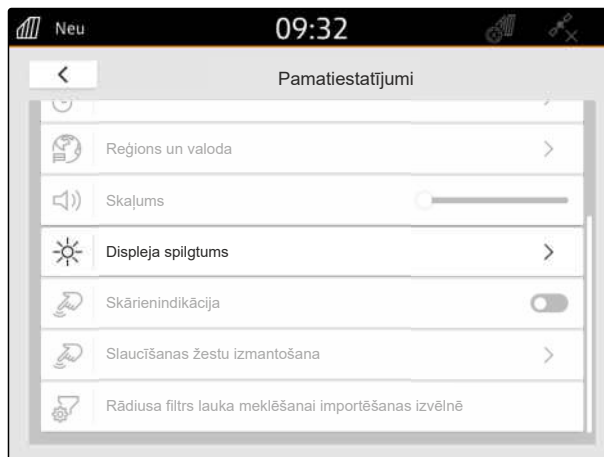 Neu
09:32
Pamatiestatījumi
Reģions un valoda
Skaļums
Displeja spilgtums
Skārienindikācija
Slaucīšanas žestu izmantošana
Rādiusa filtrs lauka meklēšanai importēšanas izvēlnē